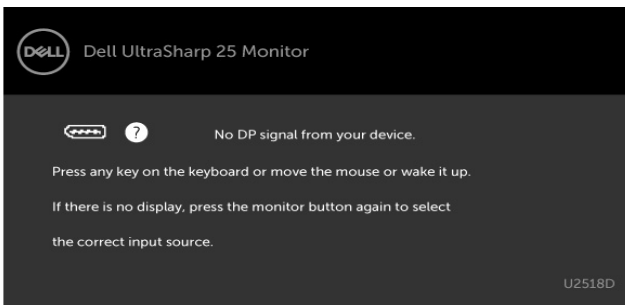 DELL Dell UltraSharp 25 Monitor
? No DP signal from your device.
Press any key on the keyboard or move the mouse or wake it up.
If there is no display, press the monitor button again to select
the correct input source.
U2518D